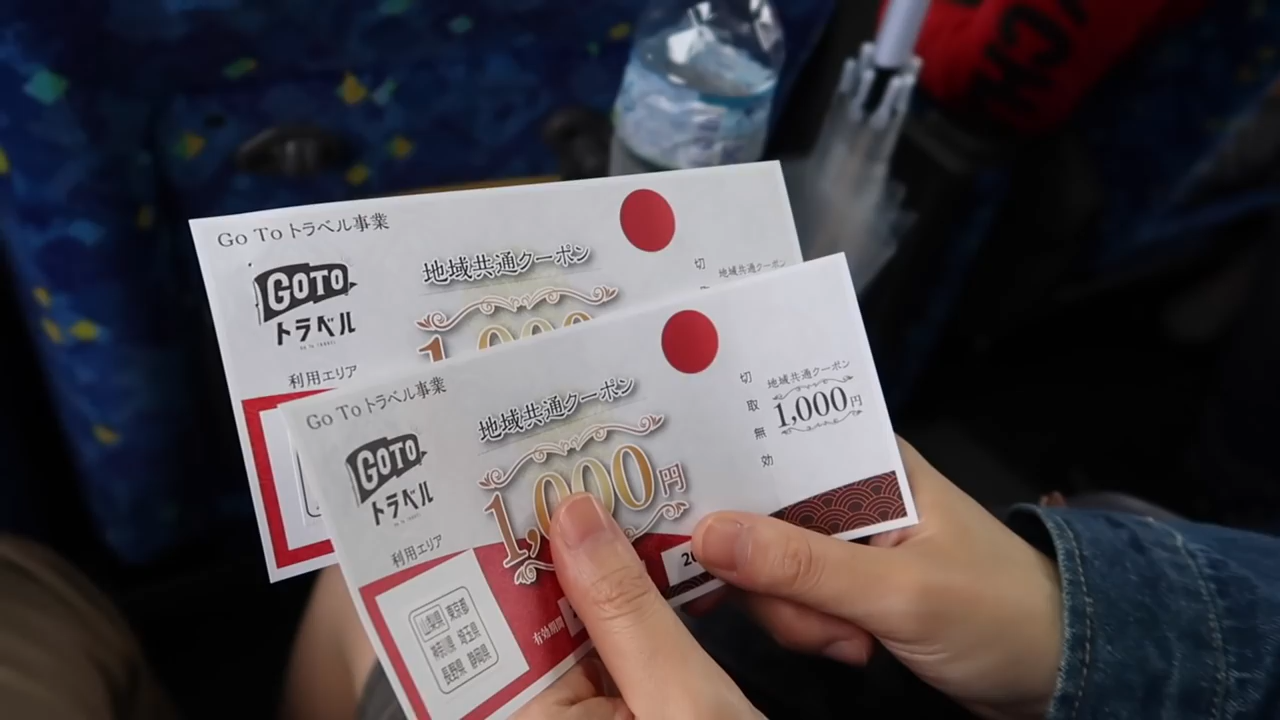 Go To トラベル事業
GOTO
トラベル
地域共通クーポン
利用エリア
切
地域共通クーポン
Go To トラベル事業
GOTO
トラベル
利用エリア
地域共通クーポン
1,000円
切取無効
地域共通クーポン
1,000円
山梨県 東京都
神奈川県 埼玉県
長野県 静岡県
有効期間
20